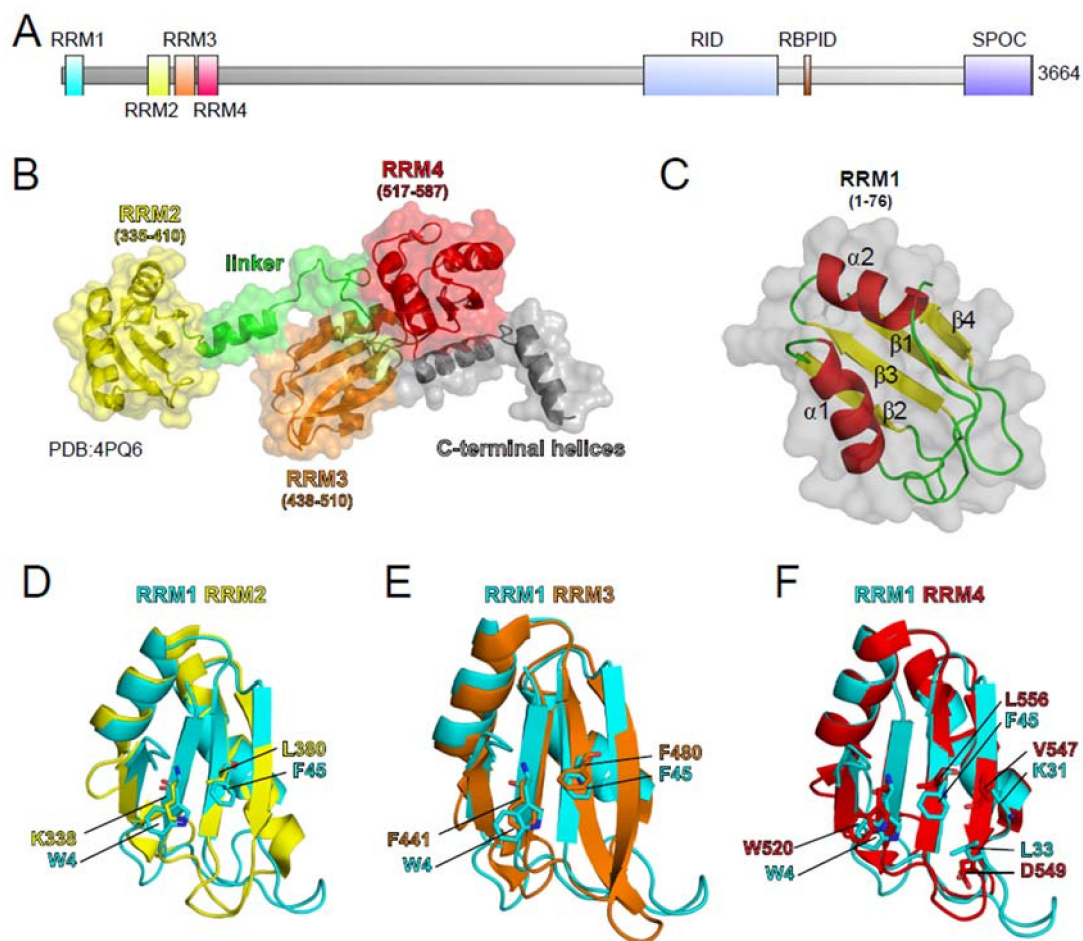 A
RRM1
RRM3
RID
RBPID
SPOC
3664
RRM2
RRM4
B
RRM4
(517-587)
RRM2
(335-410)
linker
PDB:4PQ6
C-terminal helices
RRM3
(438-510)
C
RRM1
(1-76)
α2
β4
β1
β3
α1
β2
D
RRM1 RRM2
L380
F45
K338
W4
E
RRM1 RRM3
F480
F45
F441
W4
F
RRM1 RRM4
L556
F45
V547
K31
W520
W4
L33
D549